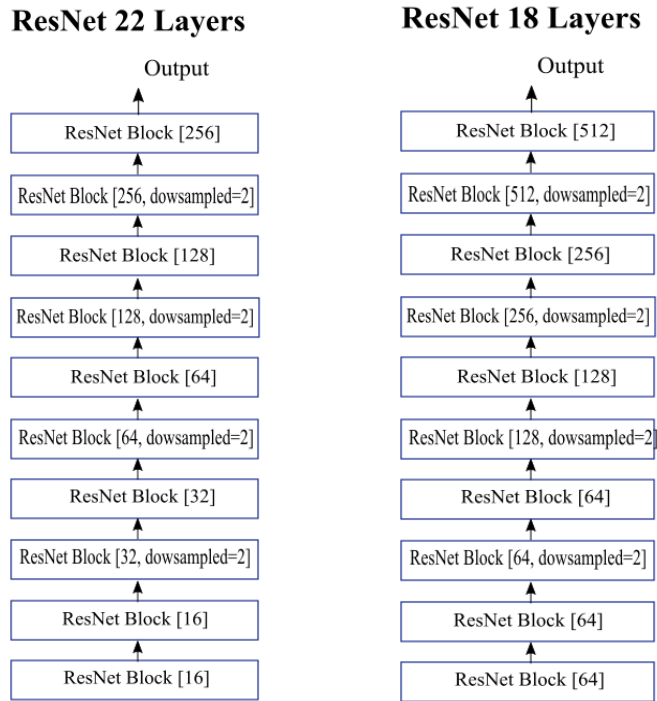 ResNet 22 Layers
Output
ResNet Block [256]
ResNet Block [256, dowsampled=2]
ResNet Block [128]
ResNet Block [128, dowsampled=2]
ResNet Block [64]
ResNet Block [64, dowsampled=2]
ResNet Block [32]
ResNet Block [32, dowsampled=2]
ResNet Block [16]
ResNet Block [16]
ResNet 18 Layers
Output
ResNet Block [512]
ResNet Block [512, dowsampled=2]
ResNet Block [256]
ResNet Block [256, dowsampled=2]
ResNet Block [128]
ResNet Block [128, dowsampled=2]
ResNet Block [64]
ResNet Block [64, dowsampled=2]
ResNet Block [64]
ResNet Block [64]